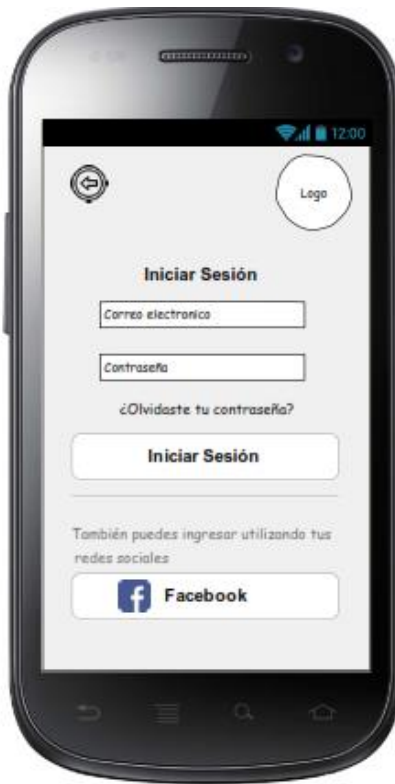 12:00
Logo
Iniciar Sesión
Correo electronico
Contraseña
¿Olvidaste tu contraseña?
Iniciar Sesión
También puedes ingresar utilizando tus
redes sociales
f Facebook